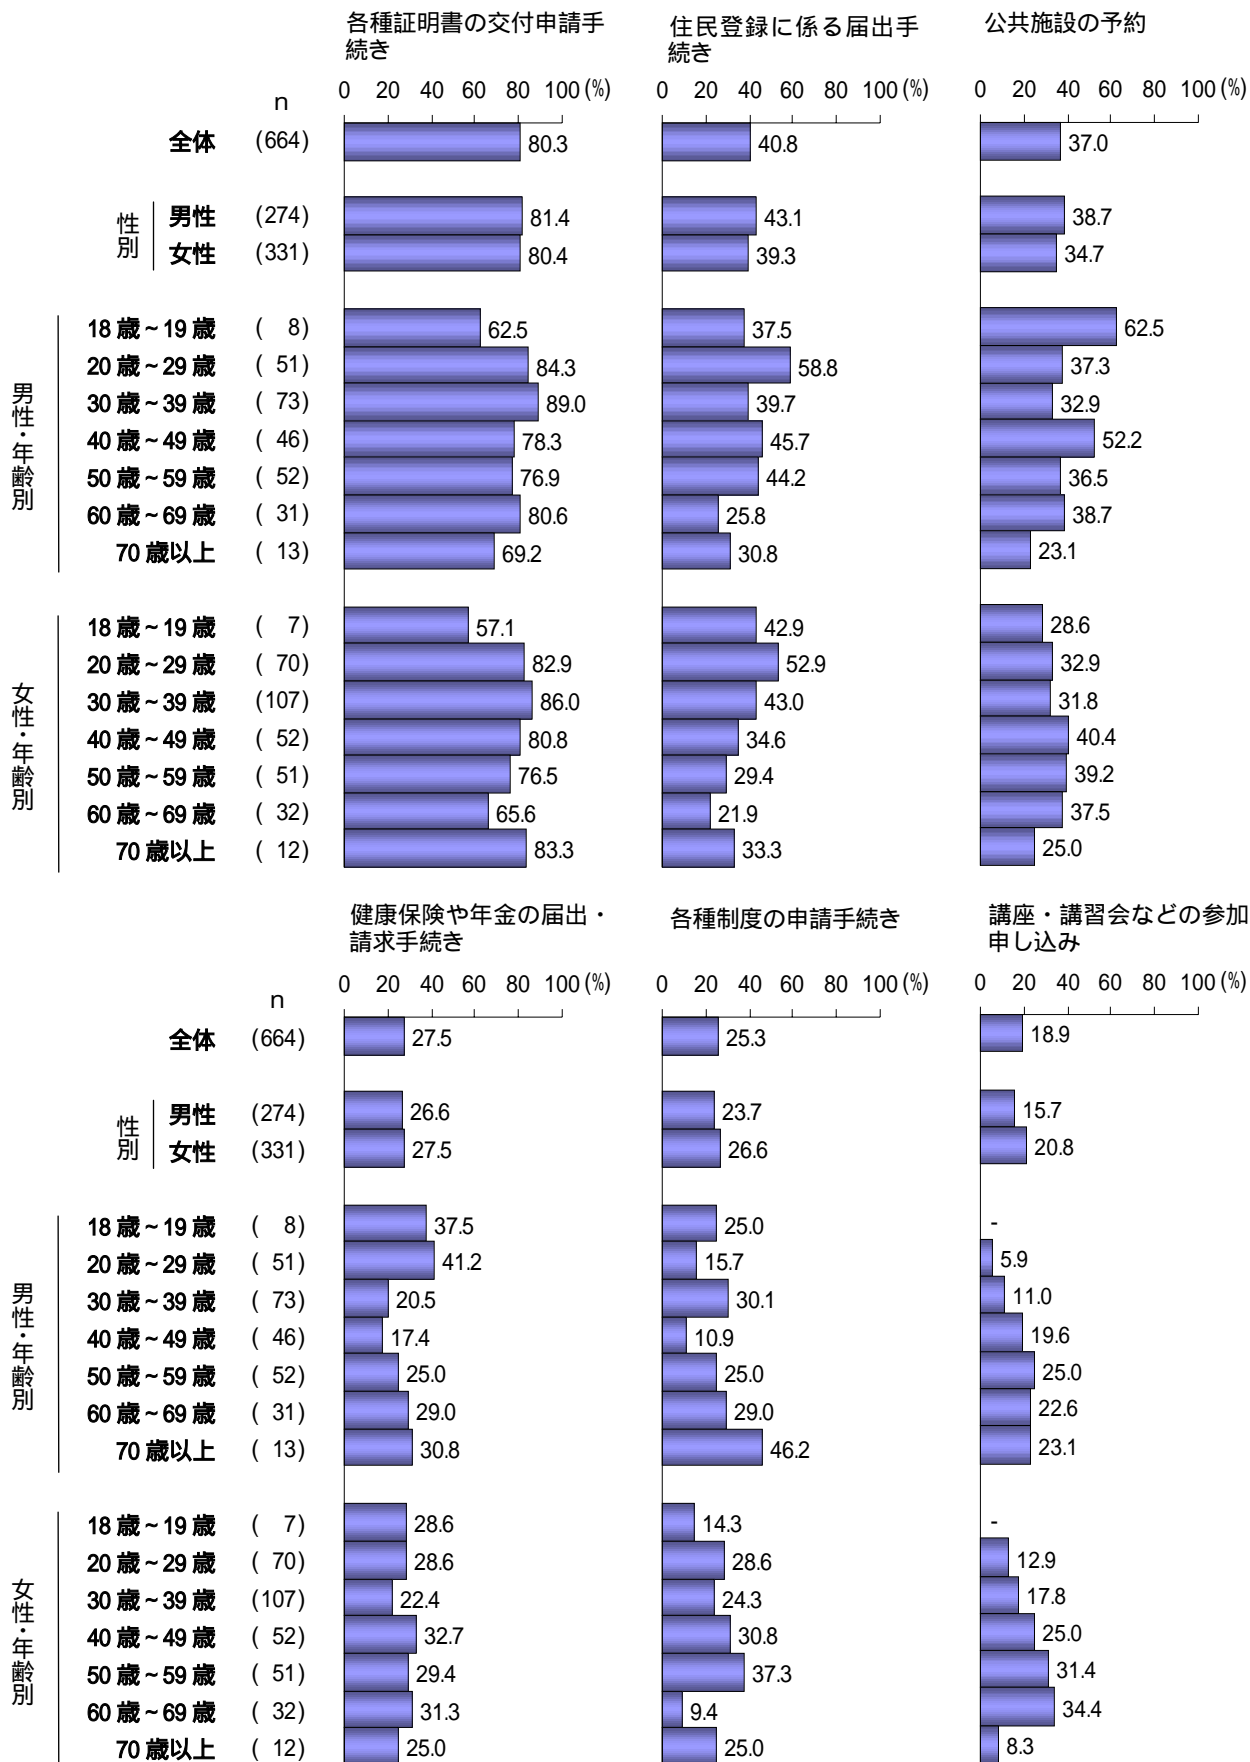 各種証明書の交付申請手続き 住民登録に係る届出手続き 公共施設の予約
0 20 40 60 80 100 (%) 0 20 40 60 80 100 (%) 0 20 40 60 80 100 (%)
n
全体 (664) 80.3 40.8 37.0
性別
男性 (274) 81.4 43.1 38.7
女性 (331) 80.4 39.3 34.7
男性・年齢別
18歳~19歳 ( 8) 62.5 37.5 62.5
20歳~29歳 ( 51) 84.3 58.8 37.3
30歳~39歳 ( 73) 89.0 39.7 32.9
40歳~49歳 ( 46) 78.3 45.7 52.2
50歳~59歳 ( 52) 76.9 44.2 36.5
60歳~69歳 ( 31) 80.6 25.8 38.7
70歳以上 ( 13) 69.2 30.8 23.1
女性・年齢別
18歳~19歳 ( 7) 57.1 42.9 28.6
20歳~29歳 ( 70) 82.9 52.9 32.9
30歳~39歳 (107) 86.0 43.0 31.8
40歳~49歳 ( 52) 80.8 34.6 40.4
50歳~59歳 ( 51) 76.5 29.4 39.2
60歳~69歳 ( 32) 65.6 21.9 37.5
70歳以上 ( 12) 83.3 33.3 25.0
健康保険や年金の届出・請求手続き 各種制度の申請手続き 講座・講習会などの参加申し込み
0 20 40 60 80 100 (%) 0 20 40 60 80 100 (%) 0 20 40 60 80 100 (%)
n
全体 (664) 27.5 25.3 18.9
性別
男性 (274) 26.6 23.7 15.7
女性 (331) 27.5 26.6 20.8
男性・年齢別
18歳~19歳 ( 8) 37.5 25.0 -
20歳~29歳 ( 51) 41.2 15.7 5.9
30歳~39歳 ( 73) 20.5 30.1 11.0
40歳~49歳 ( 46) 17.4 10.9 19.6
50歳~59歳 ( 52) 25.0 25.0 25.0
60歳~69歳 ( 31) 29.0 29.0 22.6
70歳以上 ( 13) 30.8 46.2 23.1
女性・年齢別
18歳~19歳 ( 7) 28.6 14.3 -
20歳~29歳 ( 70) 28.6 28.6 12.9
30歳~39歳 (107) 22.4 24.3 17.8
40歳~49歳 ( 52) 32.7 30.8 25.0
50歳~59歳 ( 51) 29.4 37.3 31.4
60歳~69歳 ( 32) 31.3 9.4 34.4
70歳以上 ( 12) 25.0 25.0 8.3